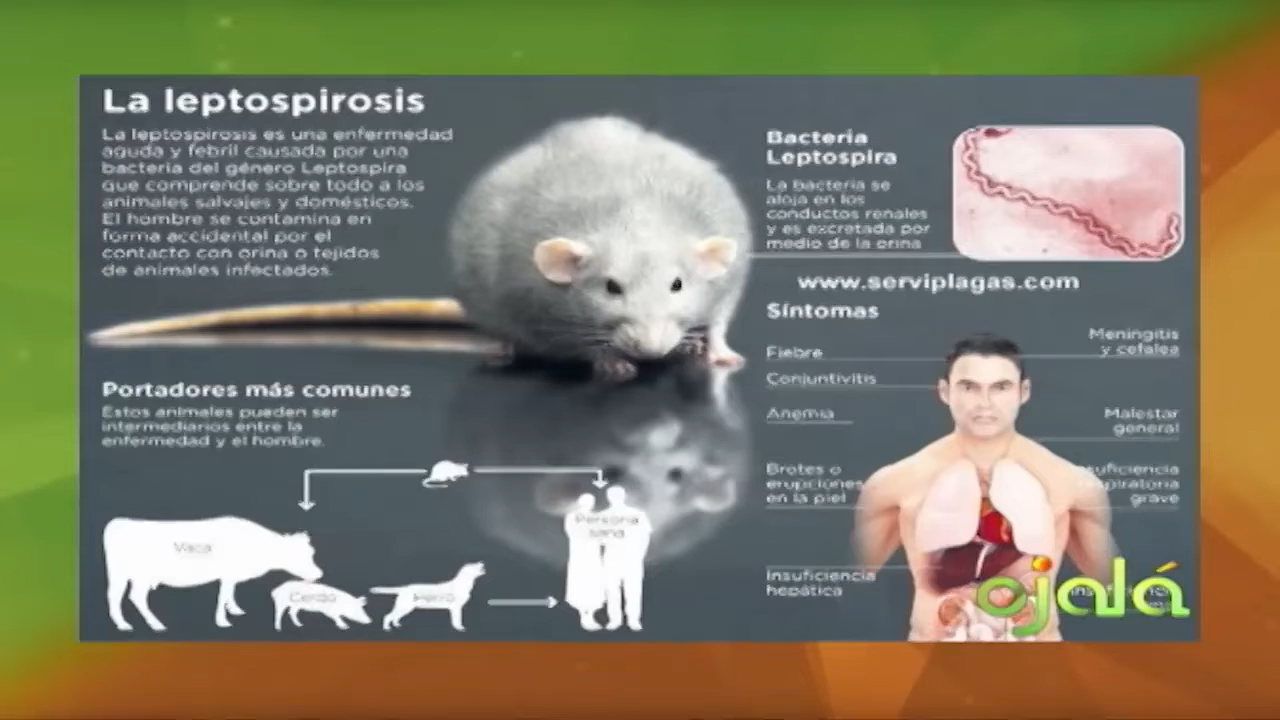 La leptospirosis
La leptospirosis es una enfermedad
aguda y febril causada por una
bacteria del género Leptospira
que comprende sobre todo a los
animales salvajes y domésticos.
El hombre se contamina en
forma accidental por el
contacto con orina o tejidos
de animales infectados.
Portadores más comunes
Estos animales pueden ser
intermediarios entre la
enfermedad y el hombre.
Vaca
Cerdo
Perro
Persona
sana
Bacteria
Leptospira
La bacteria se
aloja en los
conductos renales
y es excretada por
medio de la orina
www.serviplagas.com
Síntomas
Fiebre
Conjuntivitis
Anemia
Brotes o
erupciones
en la piel
Insuficiencia
hepática
Meningitis
y cefalea
Malestar
general
grave
ojalá